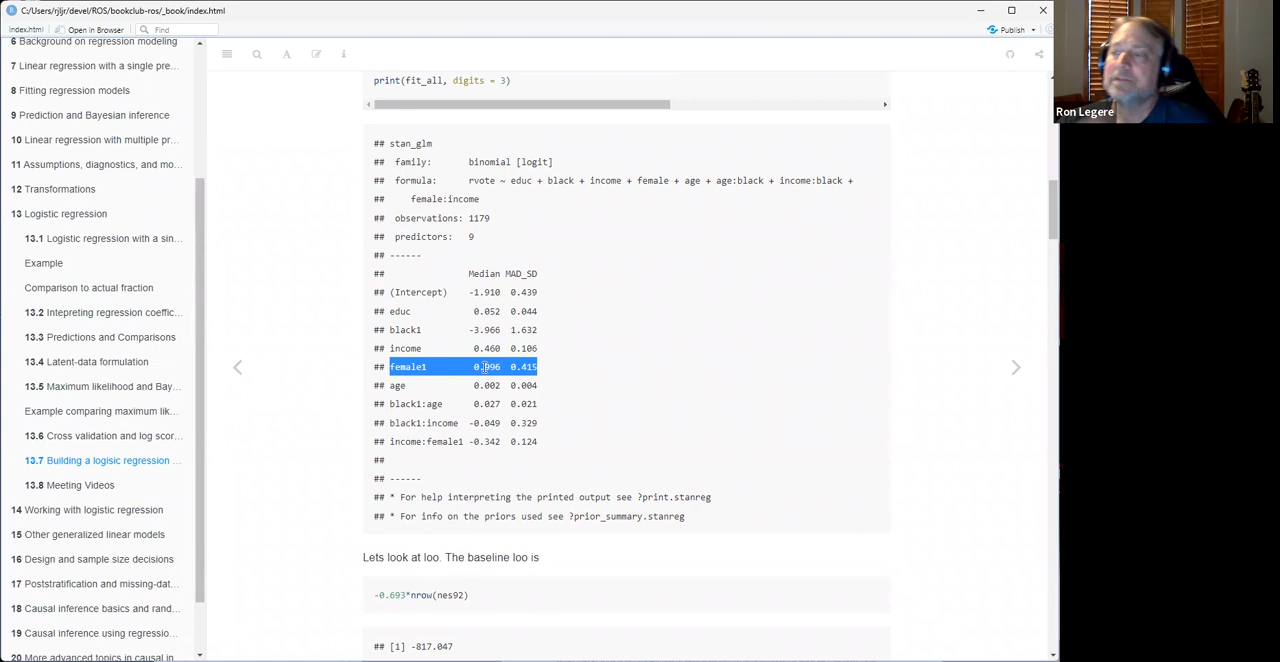 C:/Users/rjljr/devel/ROS/bookclub-ros/_book/index.html
index.html
Open in Browser
Find
Publish
6 Background on regression modeling
7 Linear regression with a single pre...
8 Fitting regression models
9 Prediction and Bayesian inference
10 Linear regression with multiple pr...
11 Assumptions, diagnostics, and mo...
12 Transformations
13 Logistic regression
13.1 Logistic regression with a sin...
Example
Comparison to actual fraction
13.2 Intepreting regression coeffic...
13.3 Predictions and Comparisons
13.4 Latent-data formulation
13.5 Maximum likelihood and Bay...
Example comparing maximum lik...
13.6 Cross validation and log scor...
13.7 Building a logisic regression ...
13.8 Meeting Videos
14 Working with logistic regression
15 Other generalized linear models
16 Design and sample size decisions
17 Poststratification and missing-dat...
18 Causal inference basics and rand...
19 Causal inference using regressio...
20 More advanced topics in causal in
print(fit_all, digits = 3)
## stan_glm
## family: binomial [logit]
## formula: rvote ~ educ + black + income + female + age + age:black + income:black +
## female:income
## observations: 1179
## predictors: 9
## ------
## Median MAD_SD
## (Intercept) -1.910 0.439
## educ 0.052 0.044
## black1 -3.966 1.632
## income 0.460 0.106
## female1 0.996 0.415
## age 0.002 0.004
## black1:age 0.027 0.021
## black1:income -0.049 0.329
## income:female1 -0.342 0.124
##
## ------
## * For help interpreting the printed output see ?print.stanreg
## * For info on the priors used see ?prior_summary.stanreg
Lets look at loo. The baseline loo is
-0.693*nrow(nes92)
## [1] -817.047
Ron Legere